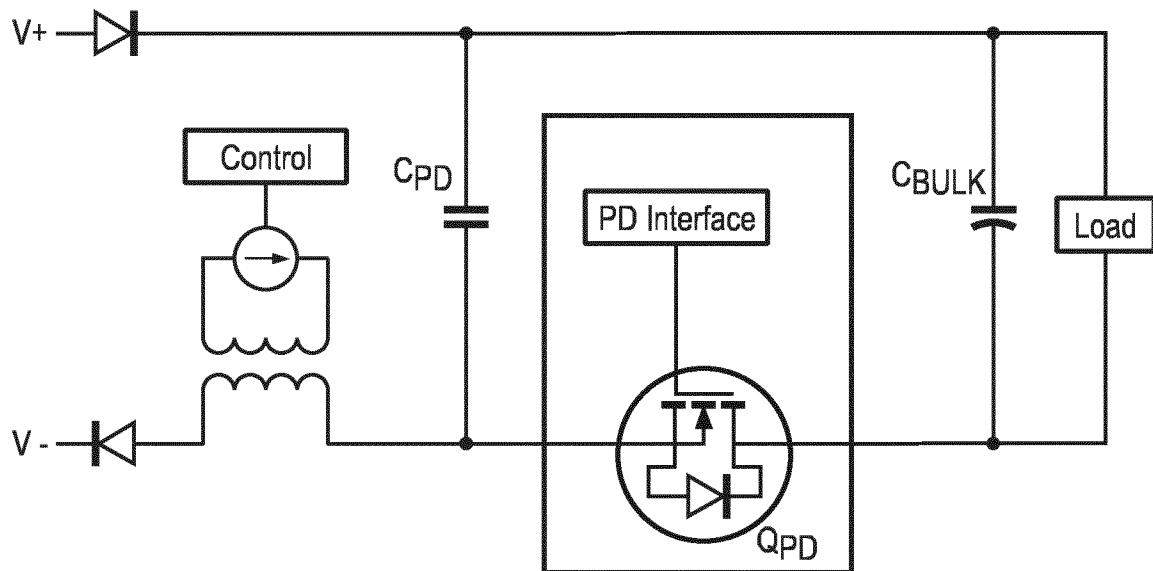 V+
Control
CPD
PD Interface
CBULK
Load
V -
QPD